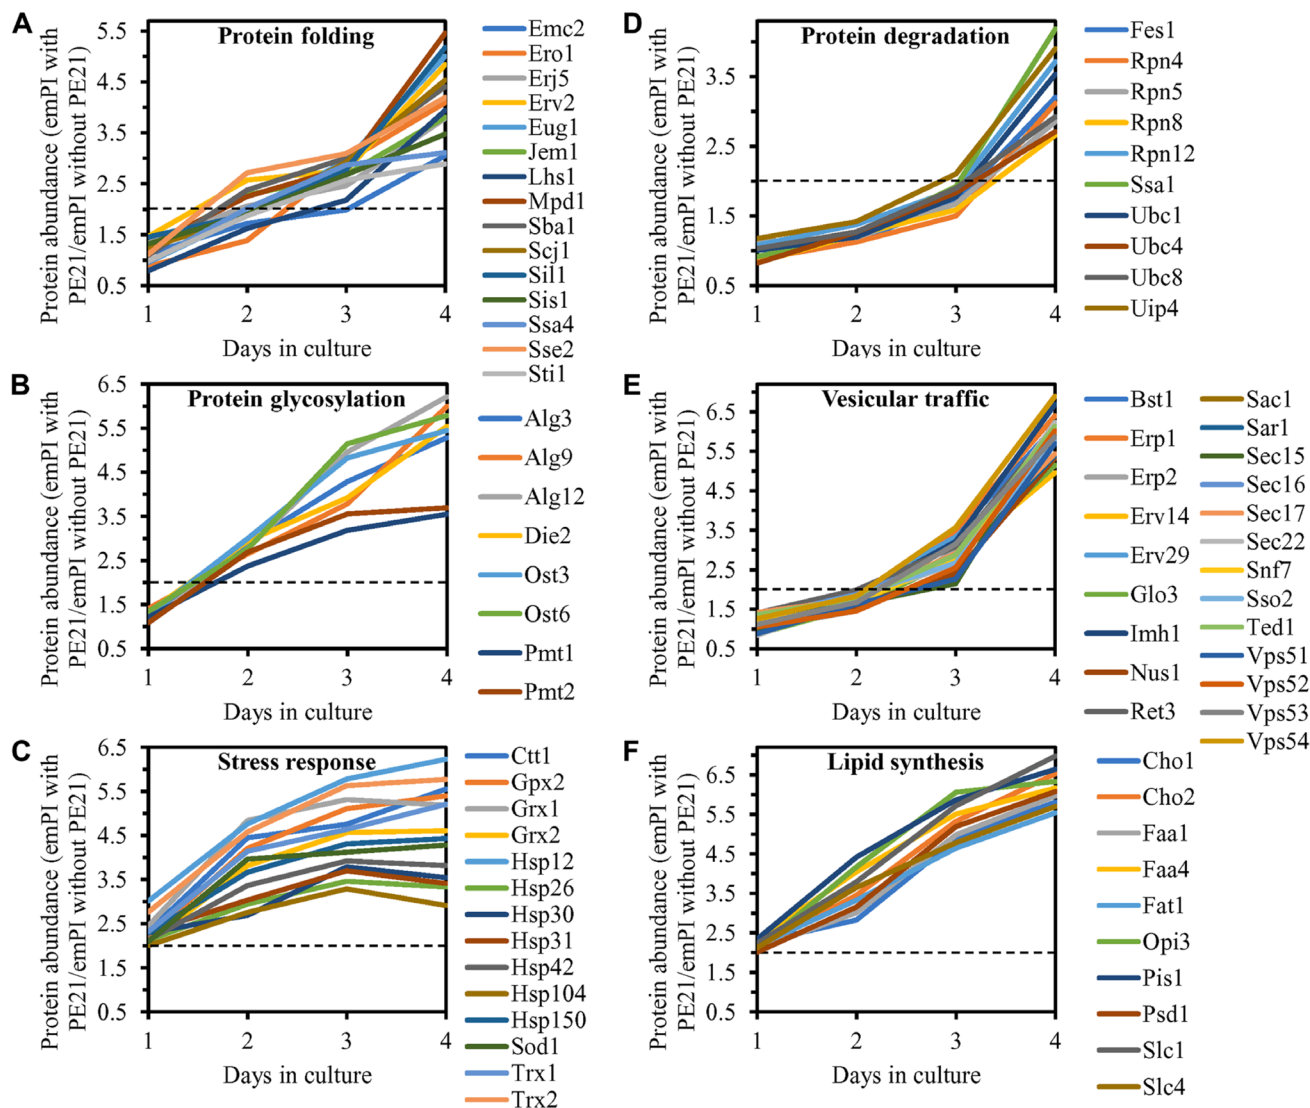 A
Protein folding
Protein abundance (emPI with
PE21/emPI without PE21)
5.5
4.5
3.5
2.5
1.5
0.5
1 2 3 4
Days in culture
Emc2
Ero1
Erj5
Erv2
Eug1
Jem1
Lhs1
Mpd1
Sba1
Scj1
Sil1
Sis1
Ssa4
Sse2
Sti1
D
Protein degradation
Protein abundance (emPI with
PE21/emPI without PE21)
3.5
2.5
1.5
0.5
1 2 3 4
Days in culture
Fes1
Rpn4
Rpn5
Rpn8
Rpn12
Ssa1
Ubc1
Ubc4
Ubc8
Uip4
B
Protein glycosylation
Protein abundance (emPI with
PE21/emPI without PE21)
6.5
5.5
4.5
3.5
2.5
1.5
0.5
1 2 3 4
Days in culture
Alg3
Alg9
Alg12
Die2
Ost3
Ost6
Pmt1
Pmt2
E
Vesicular traffic
Protein abundance (emPI with
PE21/emPI without PE21)
6.5
5.5
4.5
3.5
2.5
1.5
0.5
1 2 3 4
Days in culture
Bst1
Erp1
Erp2
Erv14
Erv29
Glo3
Imh1
Nus1
Ret3
Sac1
Sar1
Sec15
Sec16
Sec17
Sec22
Snf7
Sso2
Ted1
Vps51
Vps52
Vps53
Vps54
C
Stress response
Protein abundance (emPI with
PE21/emPI without PE21)
6.5
5.5
4.5
3.5
2.5
1.5
0.5
1 2 3 4
Days in culture
Ctt1
Gpx2
Grx1
Grx2
Hsp12
Hsp26
Hsp30
Hsp31
Hsp42
Hsp104
Hsp150
Sod1
Trx1
Trx2
F
Lipid synthesis
Protein abundance (emPI with
PE21/emPI without PE21)
6.5
5.5
4.5
3.5
2.5
1.5
0.5
1 2 3 4
Days in culture
Cho1
Cho2
Faa1
Faa4
Fat1
Opi3
Pis1
Psd1
Slc1
Slc4